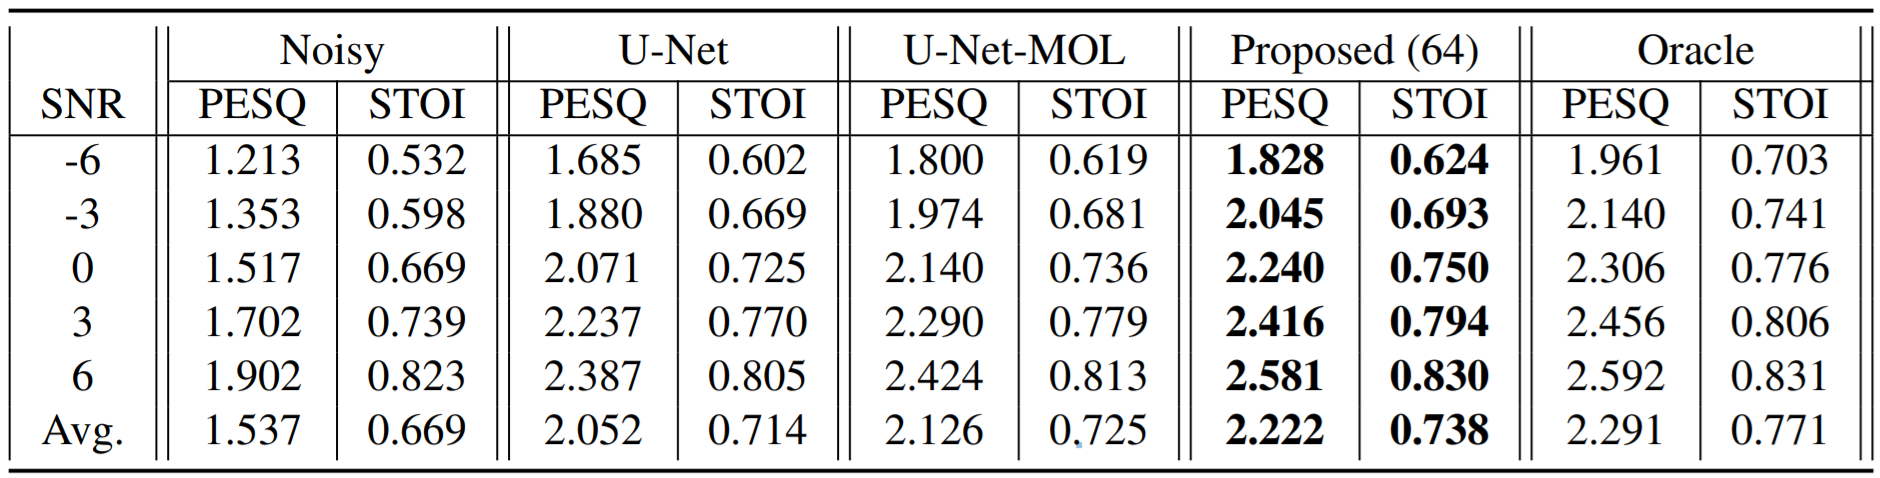 Noisy U-Net U-Net-MOL Proposed (64) Oracle
SNR PESQ STOI PESQ STOI PESQ STOI PESQ STOI PESQ STOI
-6 1.213 0.532 1.685 0.602 1.800 0.619 1.828 0.624 1.961 0.703
-3 1.353 0.598 1.880 0.669 1.974 0.681 2.045 0.693 2.140 0.741
0 1.517 0.669 2.071 0.725 2.140 0.736 2.240 0.750 2.306 0.776
3 1.702 0.739 2.237 0.770 2.290 0.779 2.416 0.794 2.456 0.806
6 1.902 0.823 2.387 0.805 2.424 0.813 2.581 0.830 2.592 0.831
Avg. 1.537 0.669 2.052 0.714 2.126 0.725 2.222 0.738 2.291 0.771